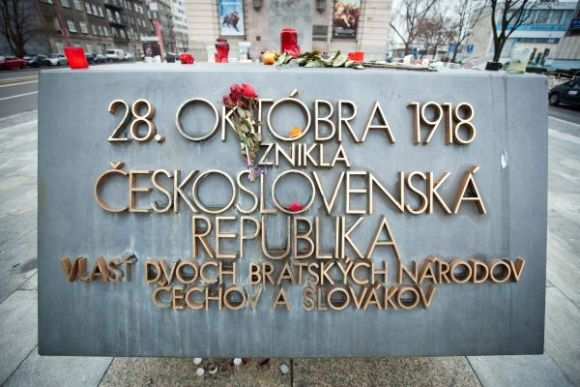 28. OKTÓBRA 1918
VZNIKLA
ČESKOSLOVENSKÁ
REPUBLIKA
VLASŤ DVOCH BRATSKÝCH NÁRODOV
ČECHOV A SLOVÁKOV